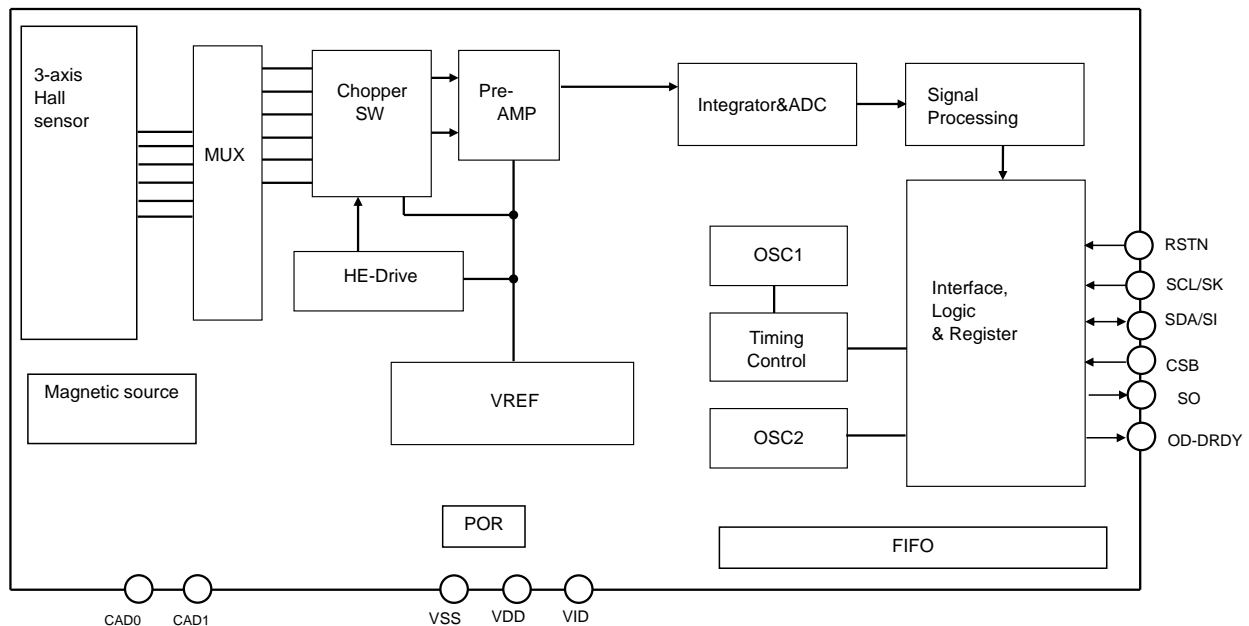 3-axis
Hall
sensor
MUX
Chopper
SW
Pre-
AMP
Integrator&ADC
Signal
Processing
HE-Drive
VREF
Magnetic source
OSC1
Timing
Control
OSC2
Interface,
Logic
& Register
RSTN
SCL/SK
SDA/SI
CSB
SO
OD-DRDY
POR
FIFO
CAD0
CAD1
VSS
VDD
VID